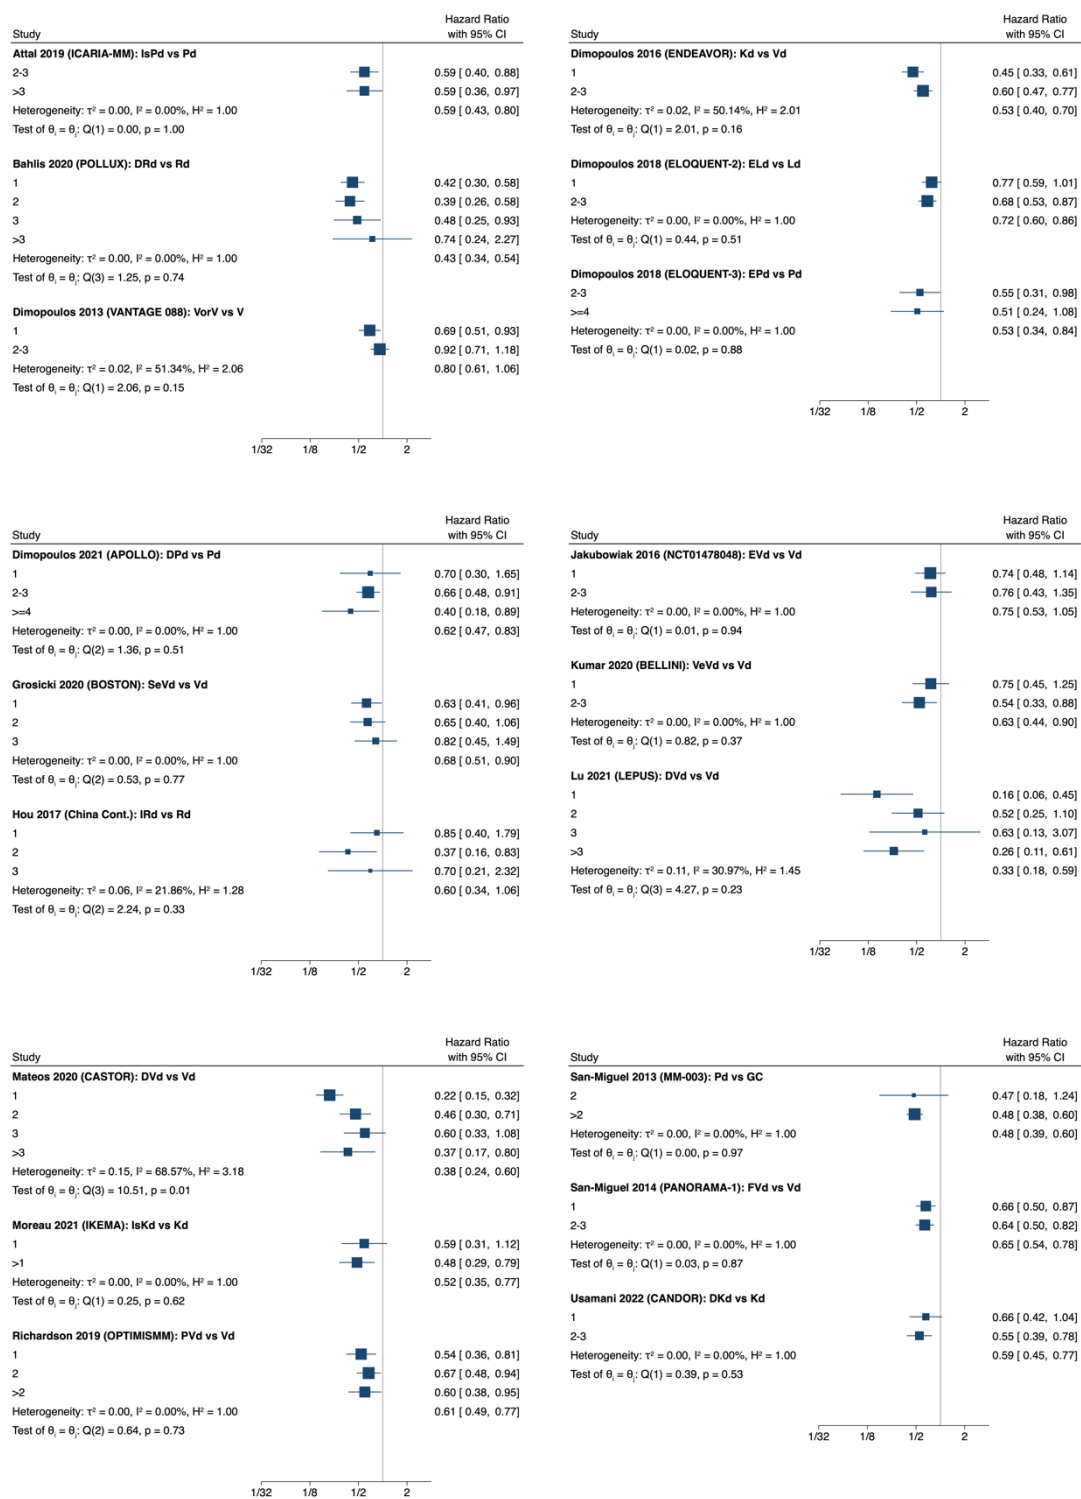 Hazard Ratio
Study with 95% CI
Attal 2019 (ICARIA-MM): IsPd vs Pd
2-3 0.59 [ 0.40, 0.88]
>3 0.59 [ 0.36, 0.97]
Heterogeneity: τ² = 0.00, I² = 0.00%, H² = 1.00 0.59 [ 0.43, 0.80]
Test of θᵢ = θⱼ: Q(1) = 0.00, p = 1.00
Bahlis 2020 (POLLUX): DRd vs Rd
1 0.42 [ 0.30, 0.58]
2 0.39 [ 0.26, 0.58]
3 0.48 [ 0.25, 0.93]
>3 0.74 [ 0.24, 2.27]
Heterogeneity: τ² = 0.00, I² = 0.00%, H² = 1.00 0.43 [ 0.34, 0.54]
Test of θᵢ = θⱼ: Q(3) = 1.25, p = 0.74
Dimopoulos 2013 (VANTAGE 088): VorV vs V
1 0.69 [ 0.51, 0.93]
2-3 0.92 [ 0.71, 1.18]
Heterogeneity: τ² = 0.02, I² = 51.34%, H² = 2.06 0.80 [ 0.61, 1.06]
Test of θᵢ = θⱼ: Q(1) = 2.06, p = 0.15
1/32 1/8 1/2 2
Hazard Ratio
Study with 95% CI
Dimopoulos 2016 (ENDEAVOR): Kd vs Vd
1 0.45 [ 0.33, 0.61]
2-3 0.60 [ 0.47, 0.77]
Heterogeneity: τ² = 0.02, I² = 50.14%, H² = 2.01 0.53 [ 0.40, 0.70]
Test of θᵢ = θⱼ: Q(1) = 2.01, p = 0.16
Dimopoulos 2018 (ELOQUENT-2): ELd vs Ld
1 0.77 [ 0.59, 1.01]
2-3 0.68 [ 0.53, 0.87]
Heterogeneity: τ² = 0.00, I² = 0.00%, H² = 1.00 0.72 [ 0.60, 0.86]
Test of θᵢ = θⱼ: Q(1) = 0.44, p = 0.51
Dimopoulos 2018 (ELOQUENT-3): EPd vs Pd
2-3 0.55 [ 0.31, 0.98]
>=4 0.51 [ 0.24, 1.08]
Heterogeneity: τ² = 0.00, I² = 0.00%, H² = 1.00 0.53 [ 0.34, 0.84]
Test of θᵢ = θⱼ: Q(1) = 0.02, p = 0.88
1/32 1/8 1/2 2
Hazard Ratio
Study with 95% CI
Dimopoulos 2021 (APOLLO): DPd vs Pd
1 0.70 [ 0.30, 1.65]
2-3 0.66 [ 0.48, 0.91]
>=4 0.40 [ 0.18, 0.89]
Heterogeneity: τ² = 0.00, I² = 0.00%, H² = 1.00 0.62 [ 0.47, 0.83]
Test of θᵢ = θⱼ: Q(2) = 1.36, p = 0.51
Grosicki 2020 (BOSTON): SeVd vs Vd
1 0.63 [ 0.41, 0.96]
2 0.65 [ 0.40, 1.06]
3 0.82 [ 0.45, 1.49]
Heterogeneity: τ² = 0.00, I² = 0.00%, H² = 1.00 0.68 [ 0.51, 0.90]
Test of θᵢ = θⱼ: Q(2) = 0.53, p = 0.77
Hou 2017 (China Cont.): IRd vs Rd
1 0.85 [ 0.40, 1.79]
2 0.37 [ 0.16, 0.83]
3 0.70 [ 0.21, 2.32]
Heterogeneity: τ² = 0.06, I² = 21.86%, H² = 1.28 0.60 [ 0.34, 1.06]
Test of θᵢ = θⱼ: Q(2) = 2.24, p = 0.33
1/32 1/8 1/2 2
Hazard Ratio
Study with 95% CI
Jakubowiak 2016 (NCT01478048): EVd vs Vd
1 0.74 [ 0.48, 1.14]
2-3 0.76 [ 0.43, 1.35]
Heterogeneity: τ² = 0.00, I² = 0.00%, H² = 1.00 0.75 [ 0.53, 1.05]
Test of θᵢ = θⱼ: Q(1) = 0.01, p = 0.94
Kumar 2020 (BELLINI): VeVd vs Vd
1 0.75 [ 0.45, 1.25]
2-3 0.54 [ 0.33, 0.88]
Heterogeneity: τ² = 0.00, I² = 0.00%, H² = 1.00 0.63 [ 0.44, 0.90]
Test of θᵢ = θⱼ: Q(1) = 0.82, p = 0.37
Lu 2021 (LEPUS): DVd vs Vd
1 0.16 [ 0.06, 0.45]
2 0.52 [ 0.25, 1.10]
3 0.63 [ 0.13, 3.07]
>3 0.26 [ 0.11, 0.61]
Heterogeneity: τ² = 0.11, I² = 30.97%, H² = 1.45 0.33 [ 0.18, 0.59]
Test of θᵢ = θⱼ: Q(3) = 4.27, p = 0.23
1/32 1/8 1/2 2
Hazard Ratio
Study with 95% CI
Mateos 2020 (CASTOR): DVd vs Vd
1 0.22 [ 0.15, 0.32]
2 0.46 [ 0.30, 0.71]
3 0.60 [ 0.33, 1.08]
>3 0.37 [ 0.17, 0.80]
Heterogeneity: τ² = 0.15, I² = 68.57%, H² = 3.18 0.38 [ 0.24, 0.60]
Test of θᵢ = θⱼ: Q(3) = 10.51, p = 0.01
Moreau 2021 (IKEMA): IsKd vs Kd
1 0.59 [ 0.31, 1.12]
>1 0.48 [ 0.29, 0.79]
Heterogeneity: τ² = 0.00, I² = 0.00%, H² = 1.00 0.52 [ 0.35, 0.77]
Test of θᵢ = θⱼ: Q(1) = 0.25, p = 0.62
Richardson 2019 (OPTIMISMM): PVd vs Vd
1 0.54 [ 0.36, 0.81]
2 0.67 [ 0.48, 0.94]
>2 0.60 [ 0.38, 0.95]
Heterogeneity: τ² = 0.00, I² = 0.00%, H² = 1.00 0.61 [ 0.49, 0.77]
Test of θᵢ = θⱼ: Q(2) = 0.64, p = 0.73
1/32 1/8 1/2 2
Hazard Ratio
Study with 95% CI
San-Miguel 2013 (MM-003): Pd vs GC
2 0.47 [ 0.18, 1.24]
>2 0.48 [ 0.38, 0.60]
Heterogeneity: τ² = 0.00, I² = 0.00%, H² = 1.00 0.48 [ 0.39, 0.60]
Test of θᵢ = θⱼ: Q(1) = 0.00, p = 0.97
San-Miguel 2014 (PANORAMA-1): FVd vs Vd
1 0.66 [ 0.50, 0.87]
2-3 0.64 [ 0.50, 0.82]
Heterogeneity: τ² = 0.00, I² = 0.00%, H² = 1.00 0.65 [ 0.54, 0.78]
Test of θᵢ = θⱼ: Q(1) = 0.03, p = 0.87
Usamani 2022 (CANDOR): DKd vs Kd
1 0.66 [ 0.42, 1.04]
2-3 0.55 [ 0.39, 0.78]
Heterogeneity: τ² = 0.00, I² = 0.00%, H² = 1.00 0.59 [ 0.45, 0.77]
Test of θᵢ = θⱼ: Q(1) = 0.39, p = 0.53
1/32 1/8 1/2 2